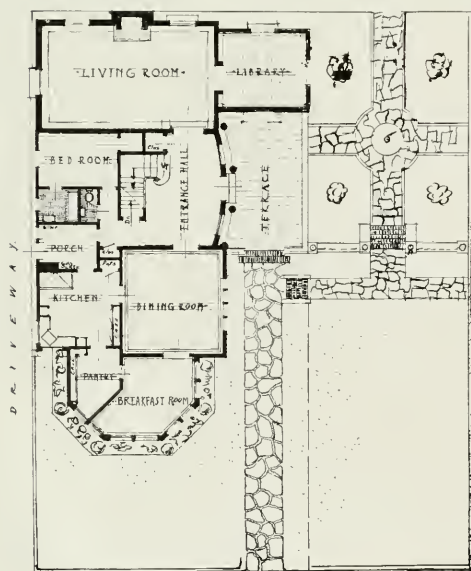 LIVING ROOM
LIBRARY
BED ROOM
ENTRANCE HALL
TERRACE
PORCH
KITCHEN
DINING ROOM
PANTRY
BREAKFAST ROOM
DRIVEWAY